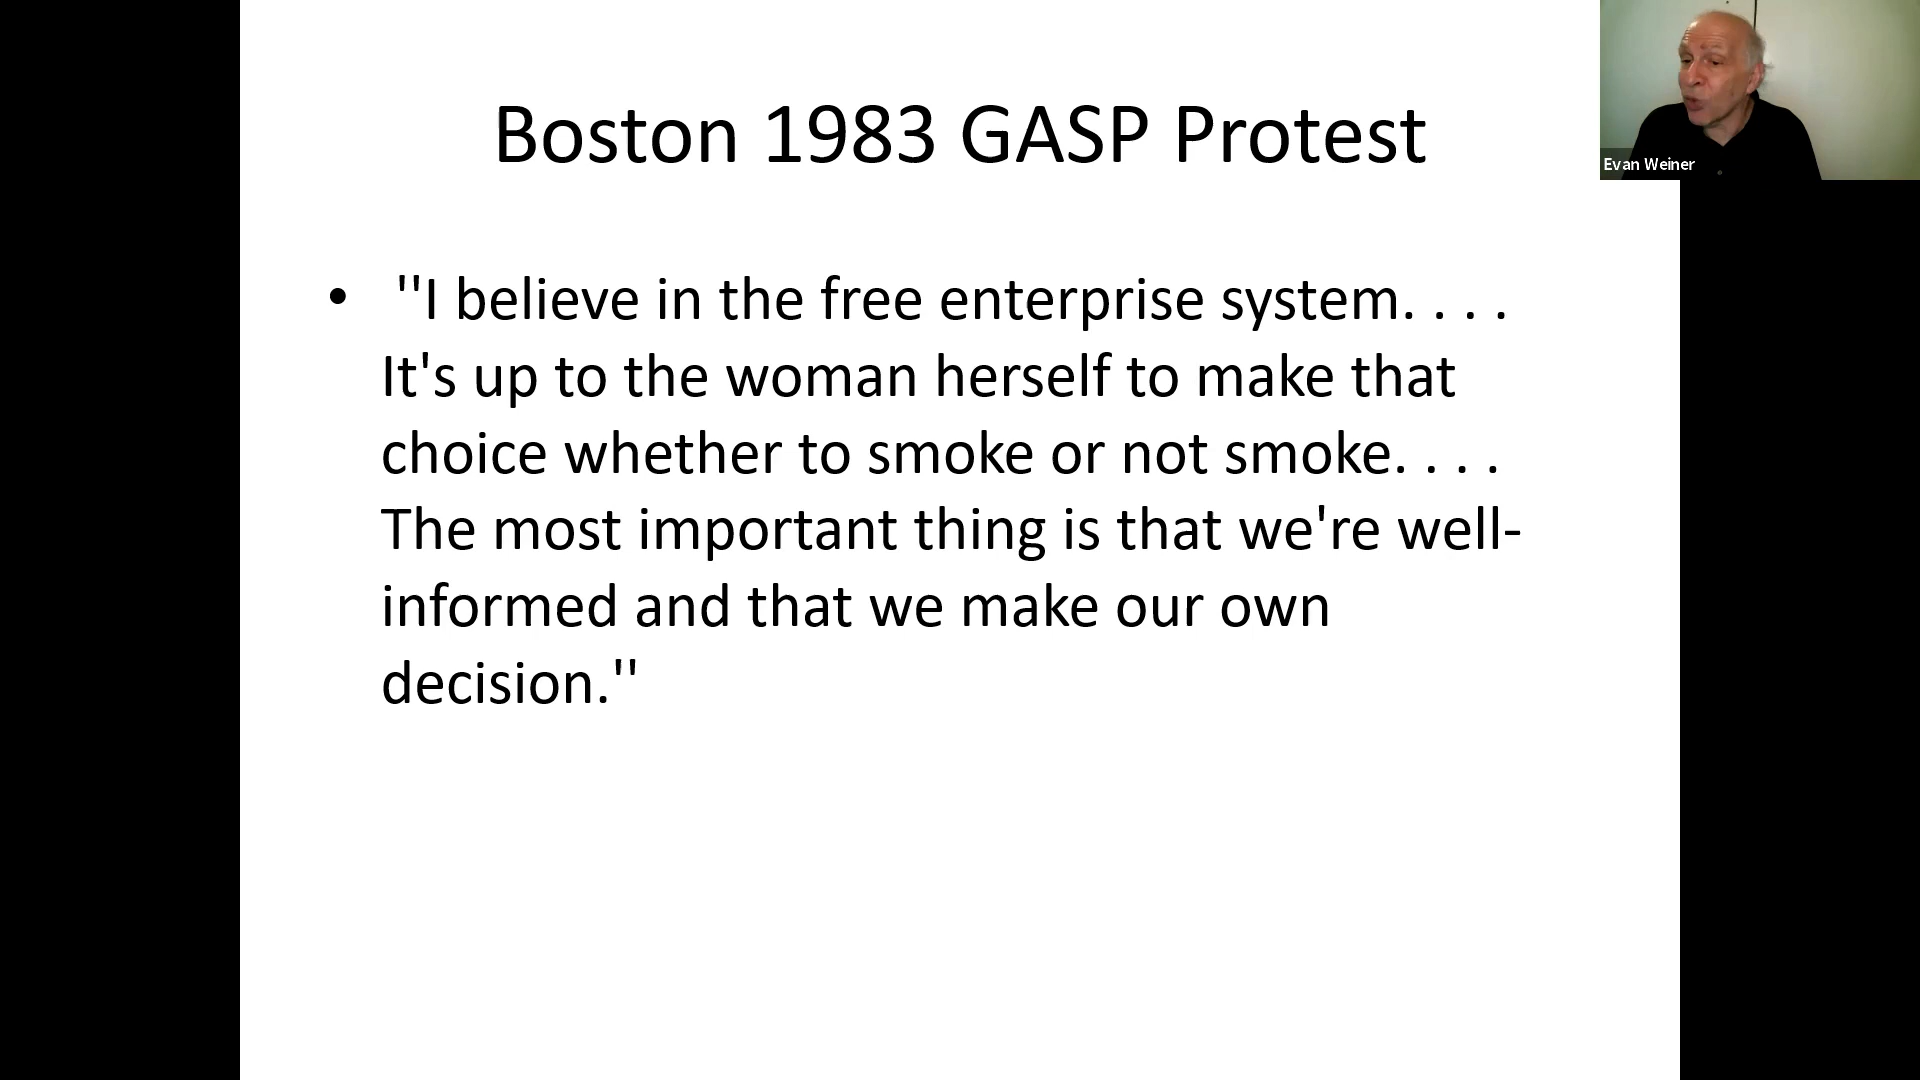 Boston 1983 GASP Protest
• "I believe in the free enterprise system. . . .
It's up to the woman herself to make that
choice whether to smoke or not smoke. . . .
The most important thing is that we're well-
informed and that we make our own
decision."
Evan Weiner